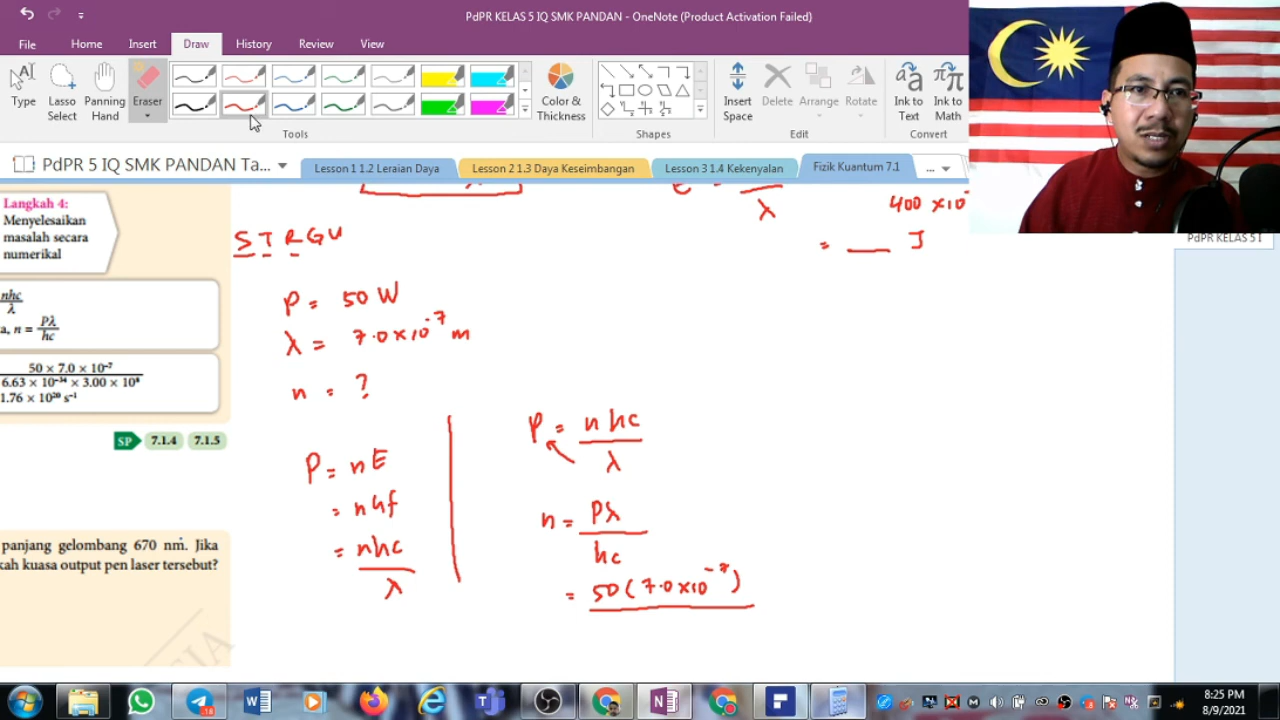 PdPR KELAS 5 IQ SMK PANDAN - OneNote (Product Activation Failed)
File Home Insert Draw History Review View
Type
Lasso Select
Panning Hand
Eraser
Color & Thickness
Insert Space
Delete
Arrange
Rotate
Ink to Text
Ink to Math
Tools
Shapes
Edit
Convert
PdPR 5 IQ SMK PANDAN Ta...
Lesson 1 1.2 Leraian Daya
Lesson 2 1.3 Daya Keseimbangan
Lesson 3 1.4 Kekenyalan
Fizik Kuantum 7.1
...
PdPR KELAS 5 I
Langkah 4:
Menyelesaikan
masalah secara
numerikal
nhc
λ
a, n = Pλ
hc
50 × 7.0 × 10⁻⁷
6.63 × 10⁻³⁴ × 3.00 × 10⁸
1.76 × 10²⁰ s⁻¹
SP 7.1.4 7.1.5
panjang gelombang 670 nm. Jika
kah kuasa output pen laser tersebut?
λ
400 × 10
= __ J
STRGU
P = 50 W
λ = 7.0 × 10⁻⁷ m
n = ?
P = nE
= nhf
= nhc
λ
P = nhc
λ
n = Pλ
hc
= 50 (7.0 × 10⁻⁷)
8:25 PM
8/9/2021